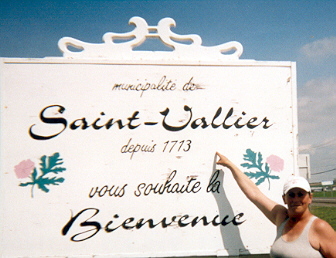 municipalité de
Saint-Vallier
depuis 1713
vous souhaite la
Bienvenue